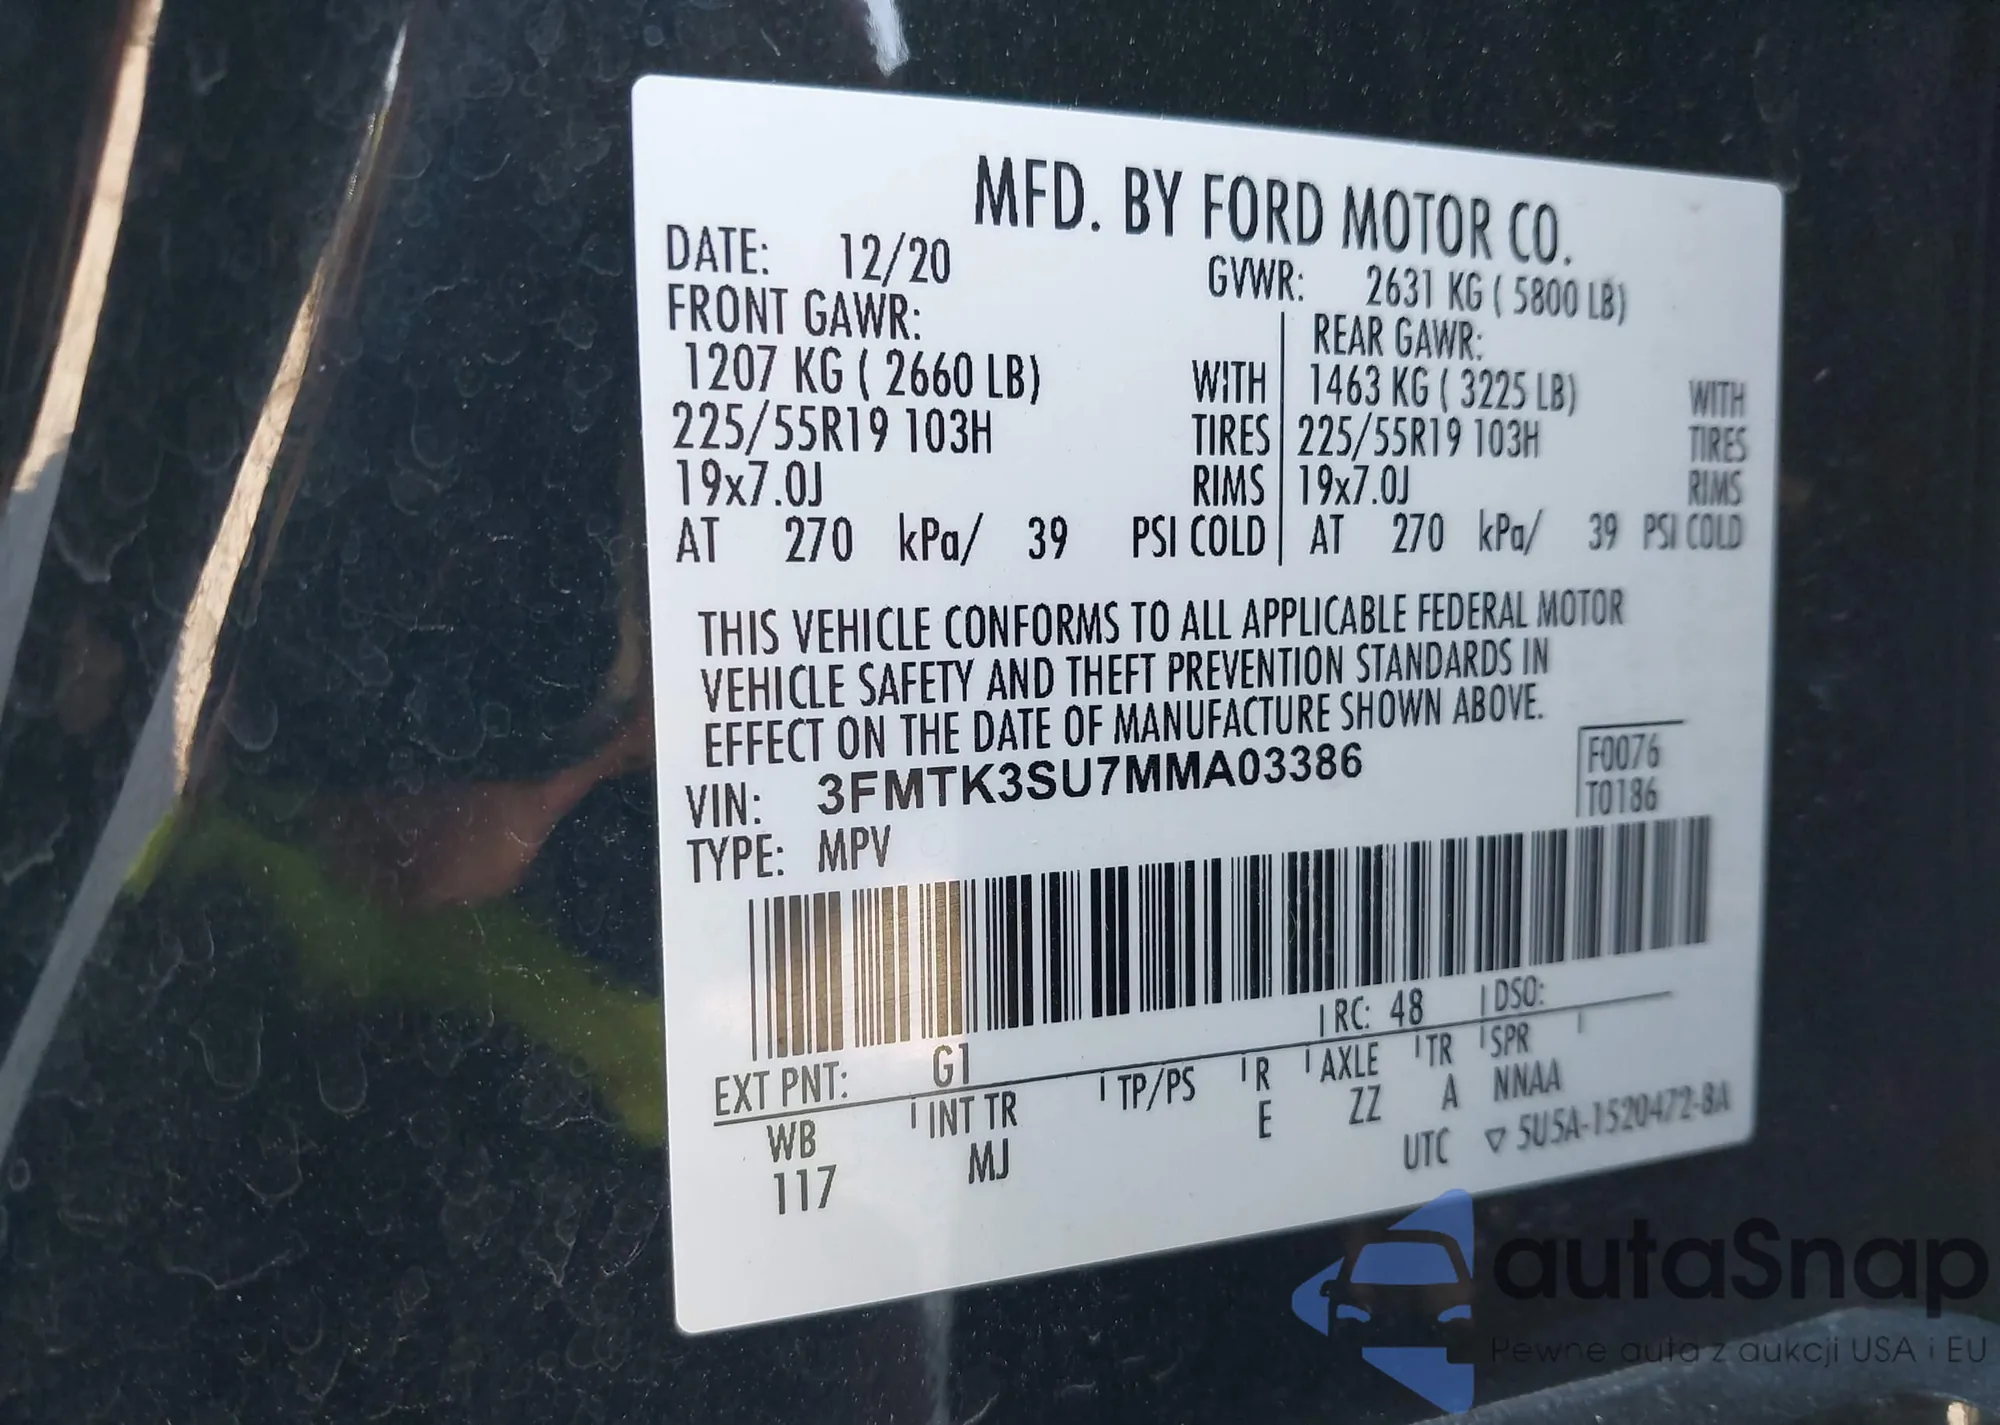 MFD. BY FORD MOTOR CO.
DATE: 12/20 GVWR: 2631 KG ( 5800 LB)
FRONT GAWR: REAR GAWR:
1207 KG ( 2660 LB) WITH 1463 KG ( 3225 LB) WITH
225/55R19 103H TIRES 225/55R19 103H TIRES
19x7.0J RIMS 19x7.0J RIMS
AT 270 kPa/ 39 PSI COLD AT 270 kPa/ 39 PSI COLD
THIS VEHICLE CONFORMS TO ALL APPLICABLE FEDERAL MOTOR
VEHICLE SAFETY AND THEFT PREVENTION STANDARDS IN
EFFECT ON THE DATE OF MANUFACTURE SHOWN ABOVE.
VIN: 3FMTK3SU7MMA03386
F0076
TYPE: MPV
T0186
EXT PNT: G1 RC: 48 DSO:
WB INT TR TP/PS R AXLE TR SPR
117 MJ E ZZ A NNAA
UTC ▽ 5U5A-1520472-BA
autaSnap
Pewne auta z aukcji USA i EU